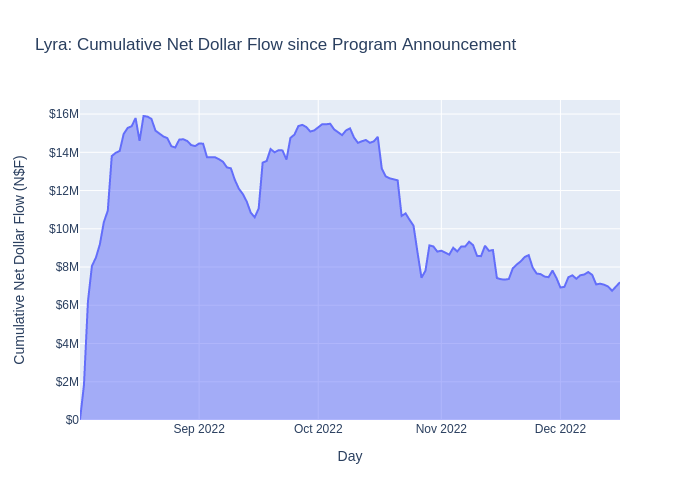 Lyra: Cumulative Net Dollar Flow since Program Announcement
Cumulative Net Dollar Flow (N$F)
$16M
$14M
$12M
$10M
$8M
$6M
$4M
$2M
$0
Sep 2022
Oct 2022
Nov 2022
Dec 2022
Day